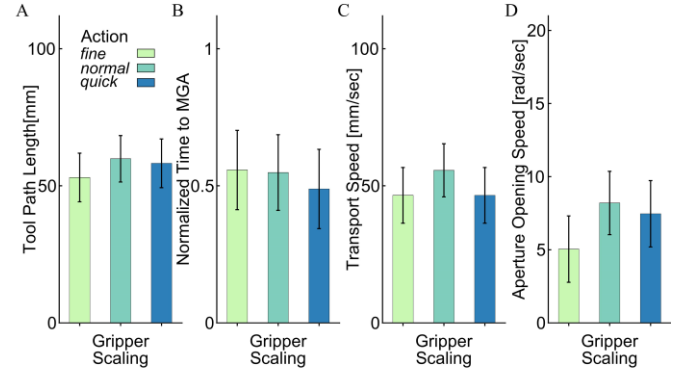 A
Tool Path Length[mm]
100
50
0
Action
fine
normal
quick
Gripper
Scaling
B
Normalized Time to MGA
1
0.5
0
Gripper
Scaling
C
Transport Speed [mm/sec]
100
50
0
Gripper
Scaling
D
Aperture Opening Speed [rad/sec]
20
15
10
5
0
Gripper
Scaling